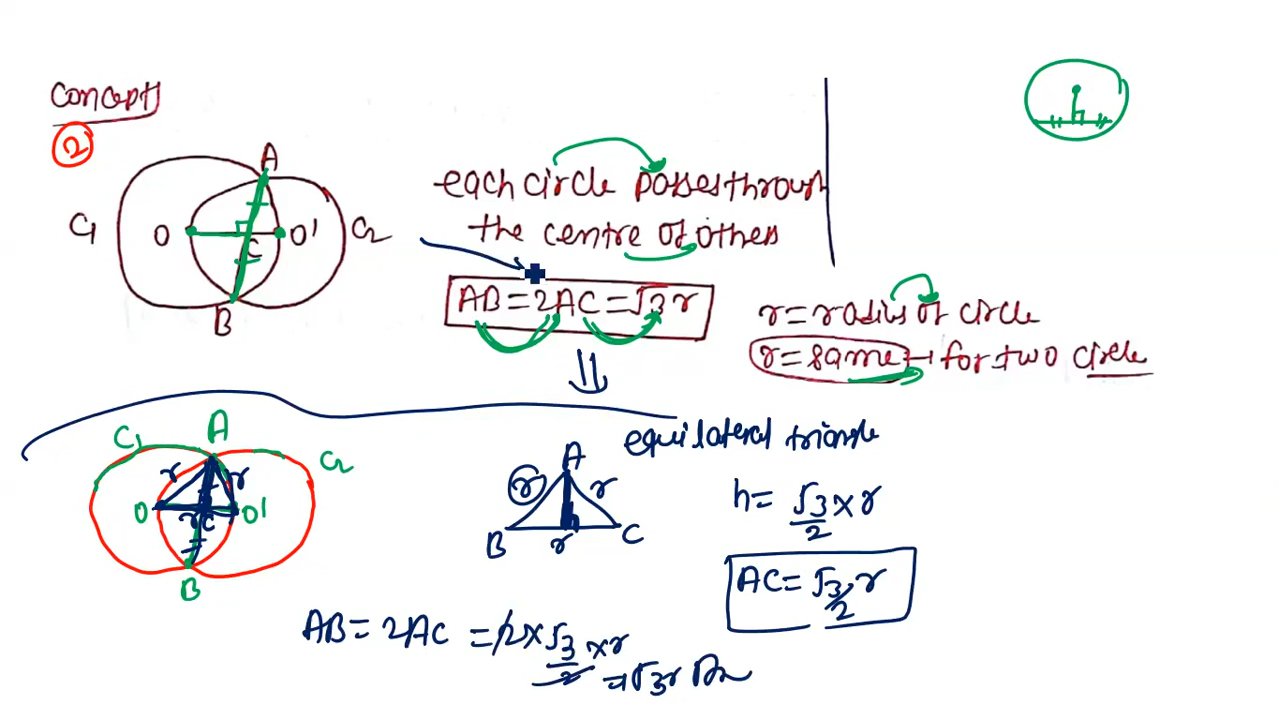 Concept
2
A
C1 O C O' C2
B
each circle passes through
the centre of others
AB = 2AC = √3 r
r = radius of circle
r = same → for two circle
C1 A C2
r r
O r C O'
B
equilateral triangle
A
r r
B r C
h = √3/2 × r
AC = √3/2 r
AB = 2AC = 2 × √3/2 × r
= √3 r